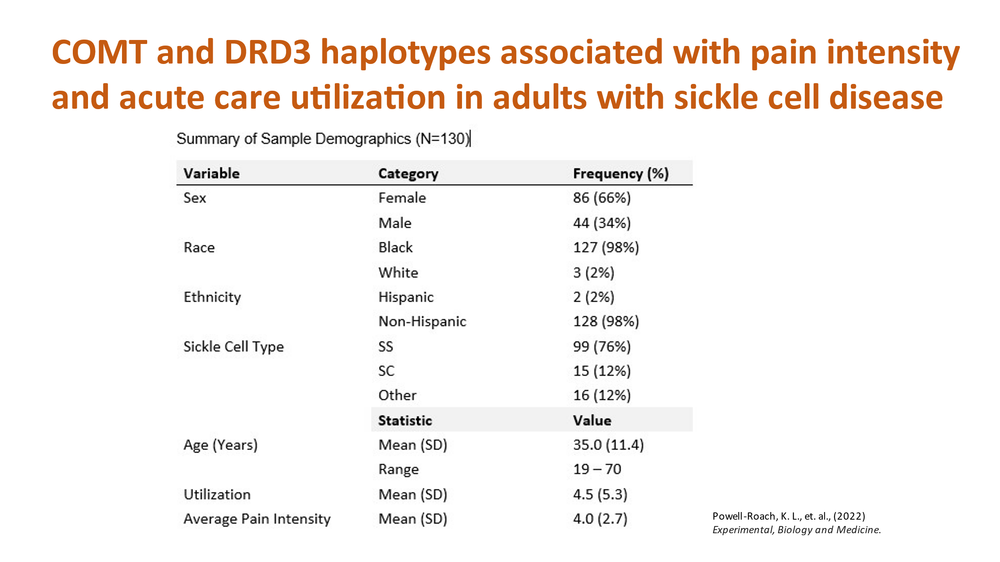 COMT and DRD3 haplotypes associated with pain intensity
and acute care utilization in adults with sickle cell disease
Summary of Sample Demographics (N=130)
Variable Category Frequency (%)
Sex Female 86 (66%)
Male 44 (34%)
Race Black 127 (98%)
White 3 (2%)
Ethnicity Hispanic 2 (2%)
Non-Hispanic 128 (98%)
Sickle Cell Type SS 99 (76%)
SC 15 (12%)
Other 16 (12%)
Statistic Value
Age (Years) Mean (SD) 35.0 (11.4)
Range 19 – 70
Utilization Mean (SD) 4.5 (5.3)
Average Pain Intensity Mean (SD) 4.0 (2.7)
Powell-Roach, K. L., et. al., (2022)
Experimental, Biology and Medicine.